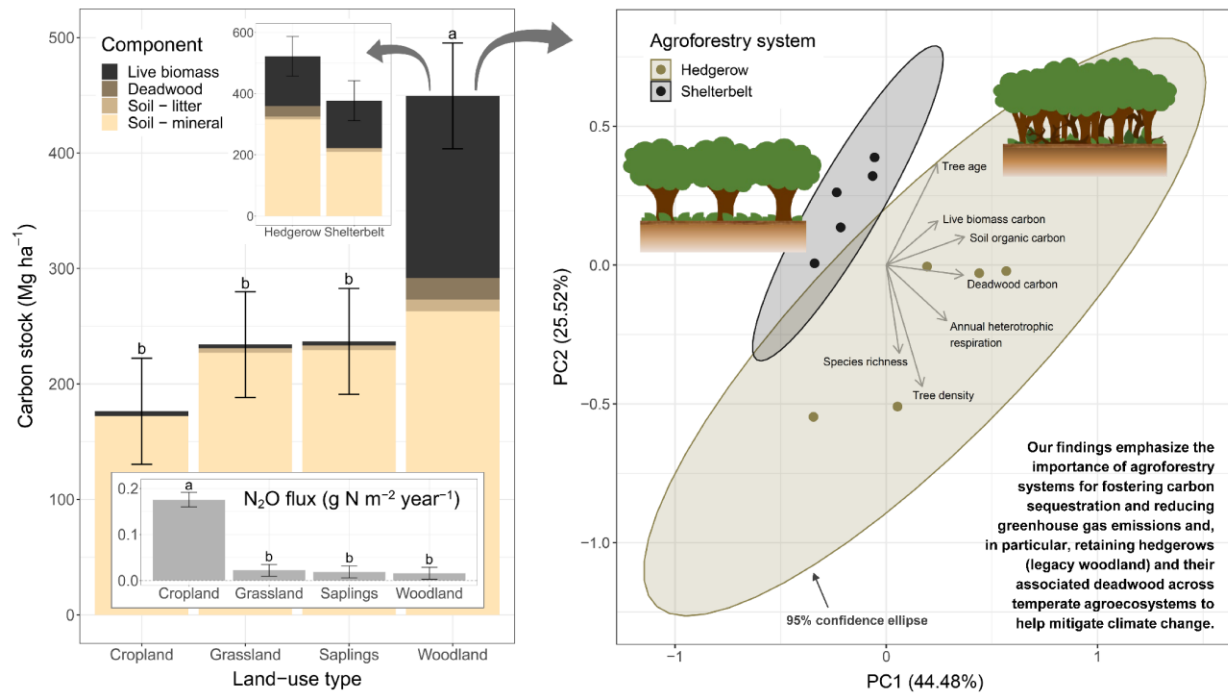 Component
Live biomass
Deadwood
Soil − litter
Soil − mineral
Carbon stock (Mg ha⁻¹)
500
400
300
200
100
0
600
400
200
0
Hedgerow Shelterbelt
b
b
b
a
N₂O flux (g N m⁻² year⁻¹)
0.2
0.1
0.0
a
b
b
b
Cropland Grassland Saplings Woodland
Cropland Grassland Saplings Woodland
Land−use type
Agroforestry system
Hedgerow
Shelterbelt
PC2 (25.52%)
0.5
0.0
−0.5
−1.0
Tree age
Live biomass carbon
Soil organic carbon
Deadwood carbon
Annual heterotrophic
respiration
Species richness
Tree density
95% confidence ellipse
Our findings emphasize the
importance of agroforestry
systems for fostering carbon
sequestration and reducing
greenhouse gas emissions and,
in particular, retaining hedgerows
(legacy woodland) and their
associated deadwood across
temperate agroecosystems to
help mitigate climate change.
−1 0 1
PC1 (44.48%)